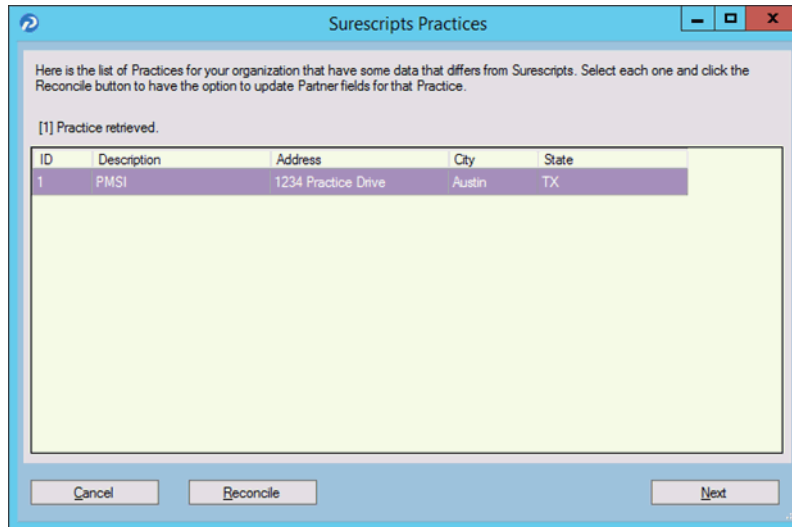 Surescripts Practices
Here is the list of Practices for your organization that have some data that differs from Surescripts. Select each one and click the
Reconcile button to have the option to update Partner fields for that Practice.
[1] Practice retrieved.
ID Description Address City State
1 PMSI 1234 Practice Drive Austin TX
Cancel Reconcile Next